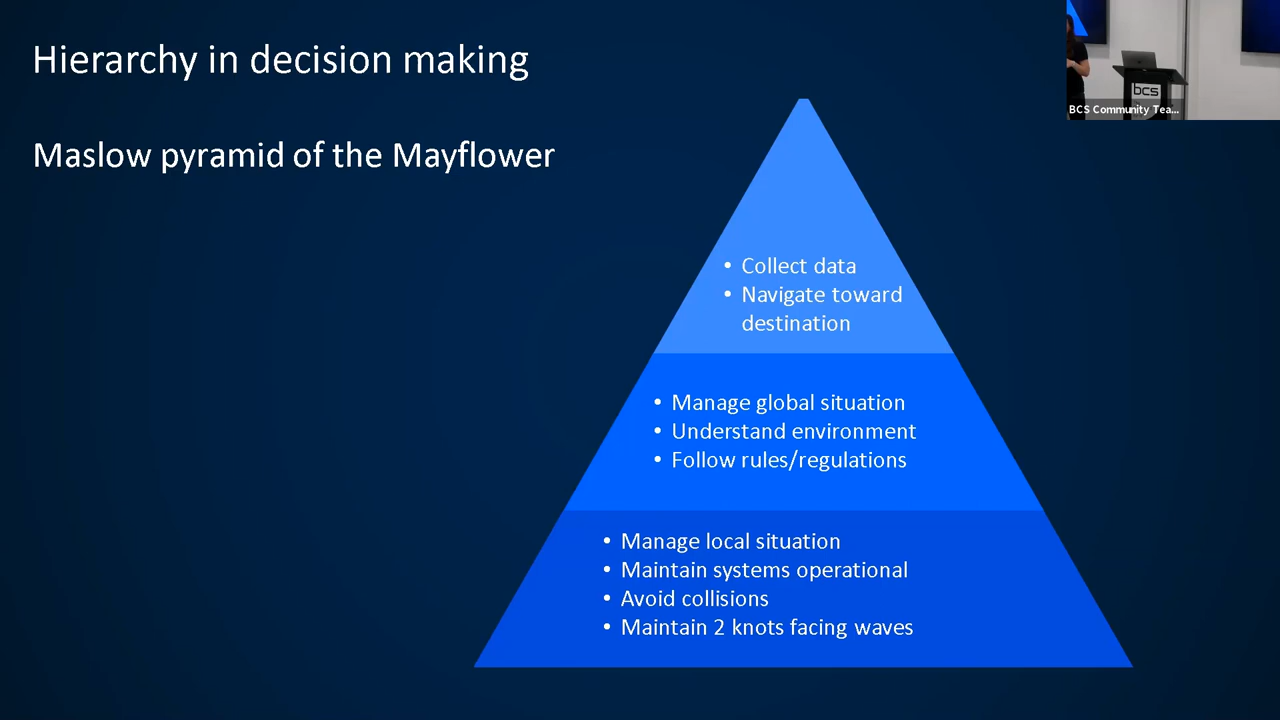 Hierarchy in decision making
Maslow pyramid of the Mayflower
• Collect data
• Navigate toward
destination
• Manage global situation
• Understand environment
• Follow rules/regulations
• Manage local situation
• Maintain systems operational
• Avoid collisions
• Maintain 2 knots facing waves
bcs
BCS Community Tea...